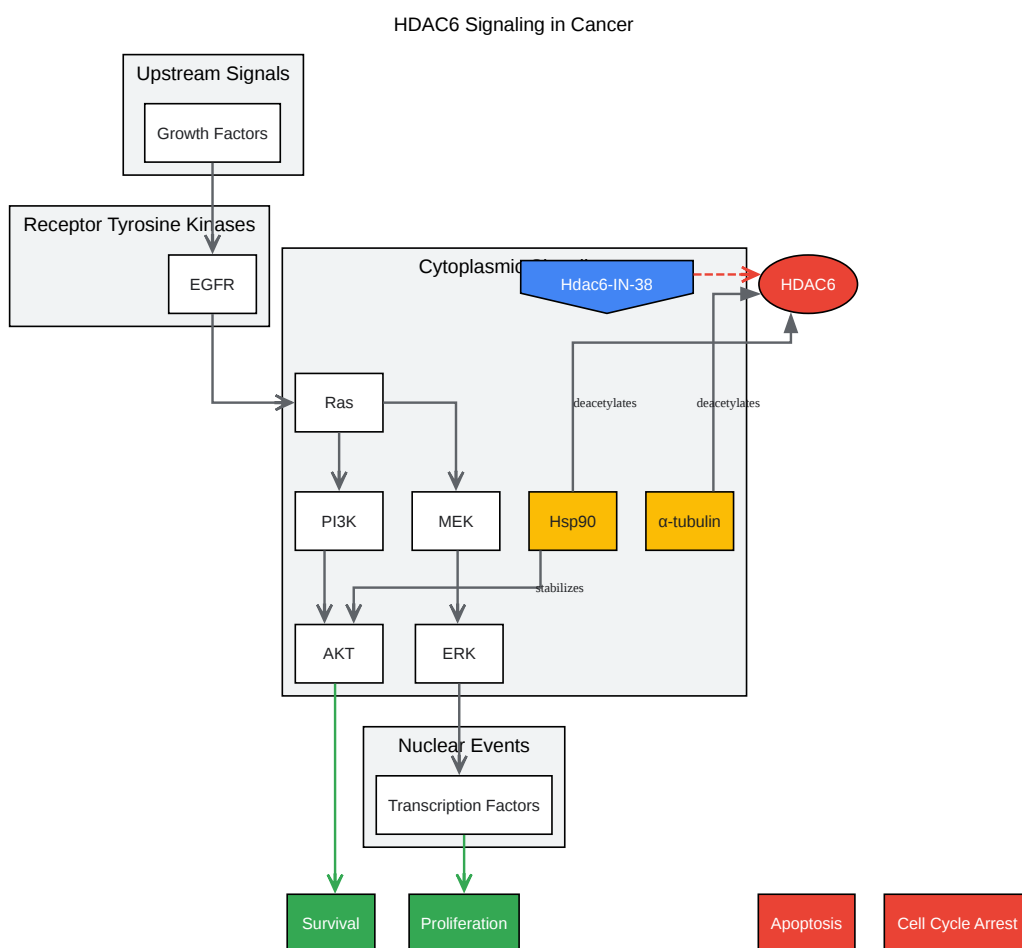 HDAC6 Signaling in Cancer
Upstream Signals
Growth Factors
Receptor Tyrosine Kinases
EGFR
Cytoplasmic
Hdac6-IN-38
HDAC6
Ras
deacetylates
deacetylates
PI3K
MEK
Hsp90
α-tubulin
stabilizes
AKT
ERK
Nuclear Events
Transcription Factors
Survival
Proliferation
Apoptosis
Cell Cycle Arrest